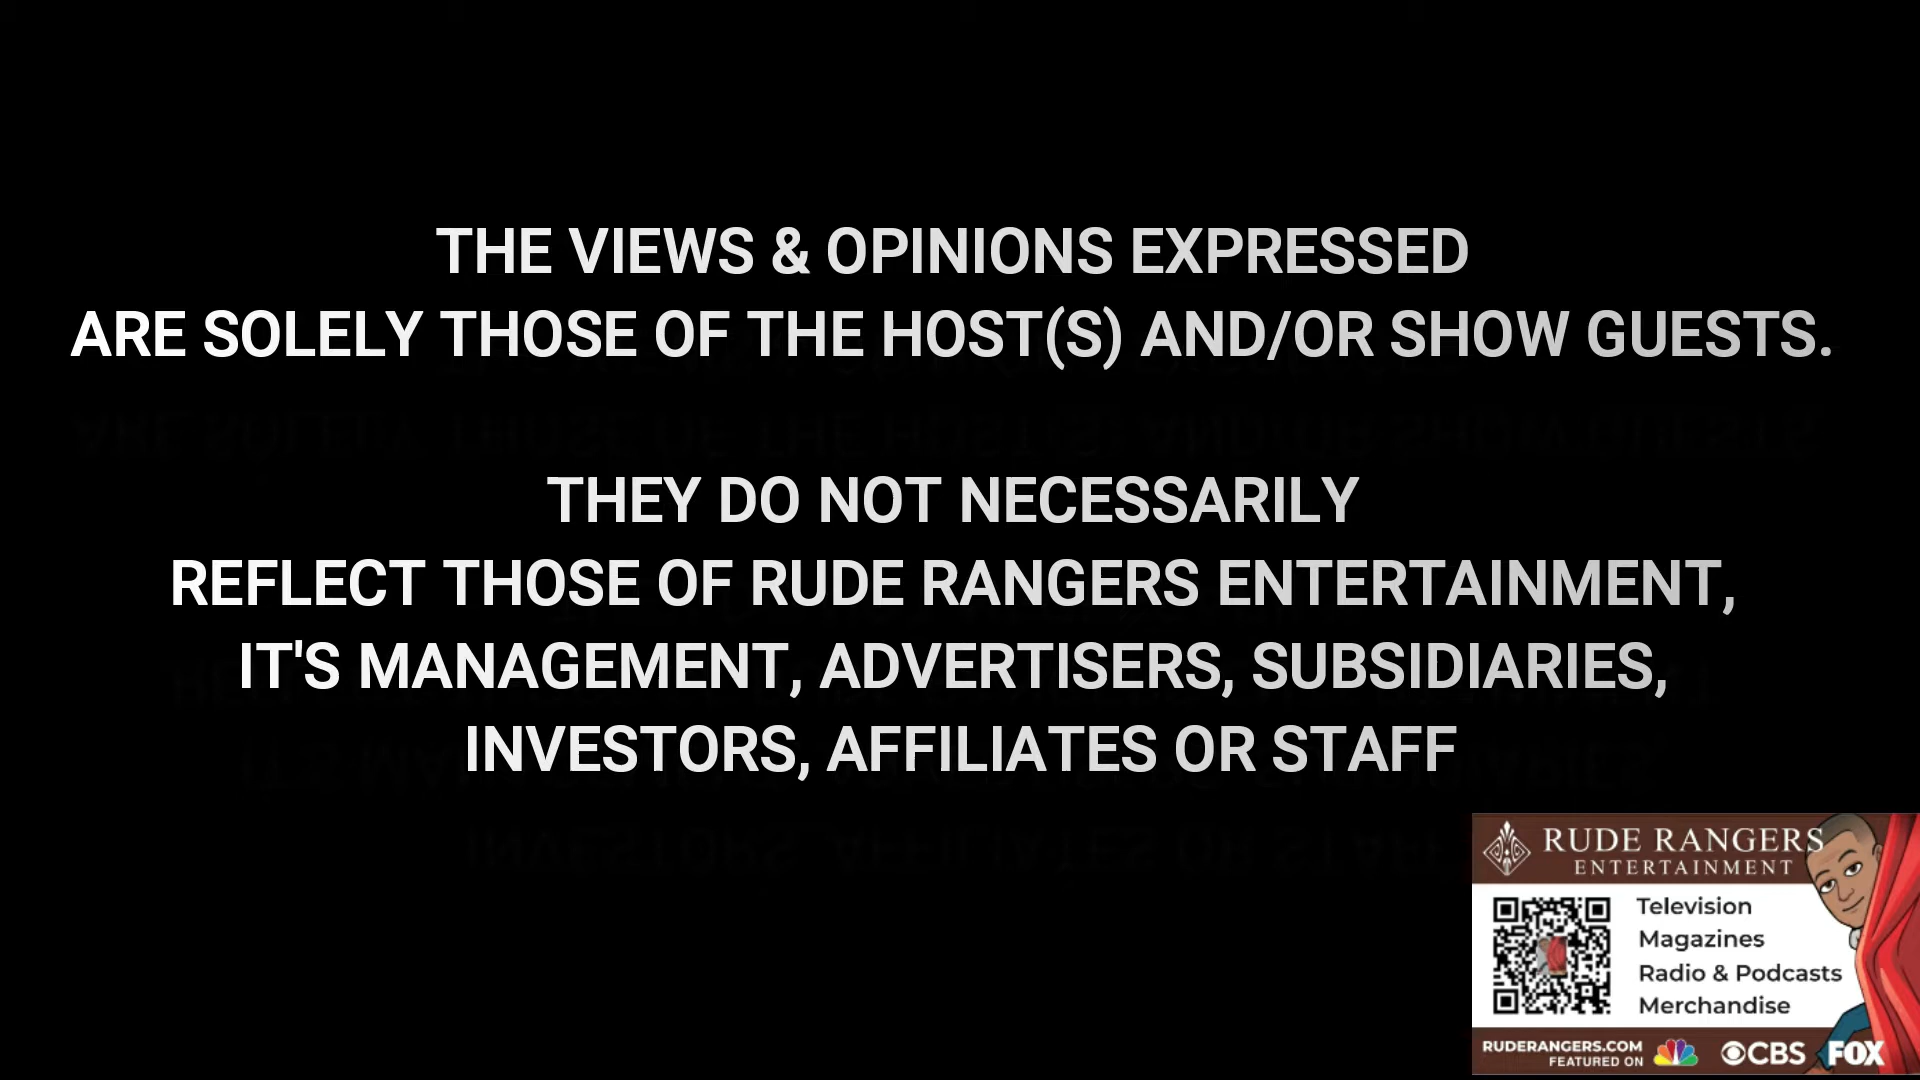 THE VIEWS & OPINIONS EXPRESSED
ARE SOLELY THOSE OF THE HOST(S) AND/OR SHOW GUESTS.
THEY DO NOT NECESSARILY
REFLECT THOSE OF RUDE RANGERS ENTERTAINMENT,
IT'S MANAGEMENT, ADVERTISERS, SUBSIDIARIES,
INVESTORS, AFFILIATES OR STAFF
RUDE RANGERS
ENTERTAINMENT
Television
Magazines
Radio & Podcasts
Merchandise
RUDERANGERS.COM
FEATURED ON
CBS
FOX